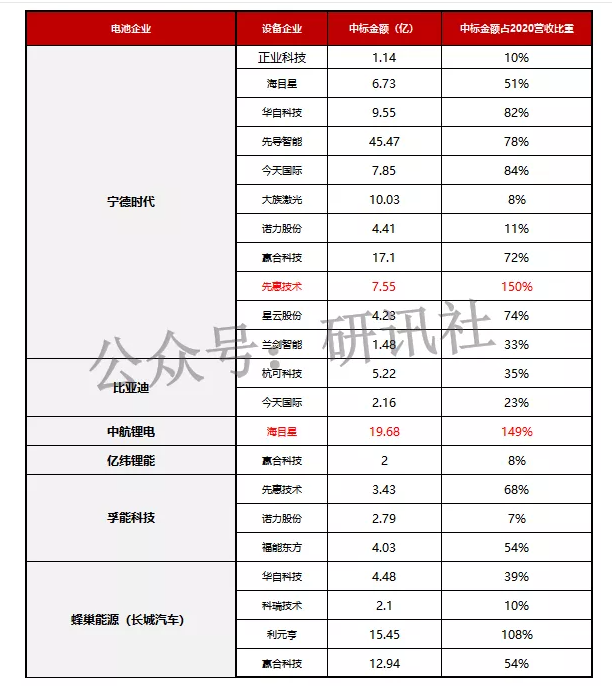 电池企业 设备企业 中标金额（亿） 中标金额占2020营收比重
宁德时代 正业科技 1.14 10%
海目星 6.73 51%
华自科技 9.55 82%
先导智能 45.47 78%
今天国际 7.85 84%
大族激光 10.03 8%
诺力股份 4.41 11%
赢合科技 17.1 72%
先惠技术 7.55 150%
星云股份 4.23 74%
兰剑智能 1.48 33%
比亚迪 杭可科技 5.22 35%
今天国际 2.16 23%
中航锂电 海目星 19.68 149%
亿纬锂能 赢合科技 2 8%
孚能科技 先惠技术 3.43 68%
诺力股份 2.79 7%
福能东方 4.03 54%
蜂巢能源（长城汽车） 华自科技 4.48 39%
科瑞技术 2.1 10%
利元亨 15.45 108%
赢合科技 12.94 54%
公众号：研讯社